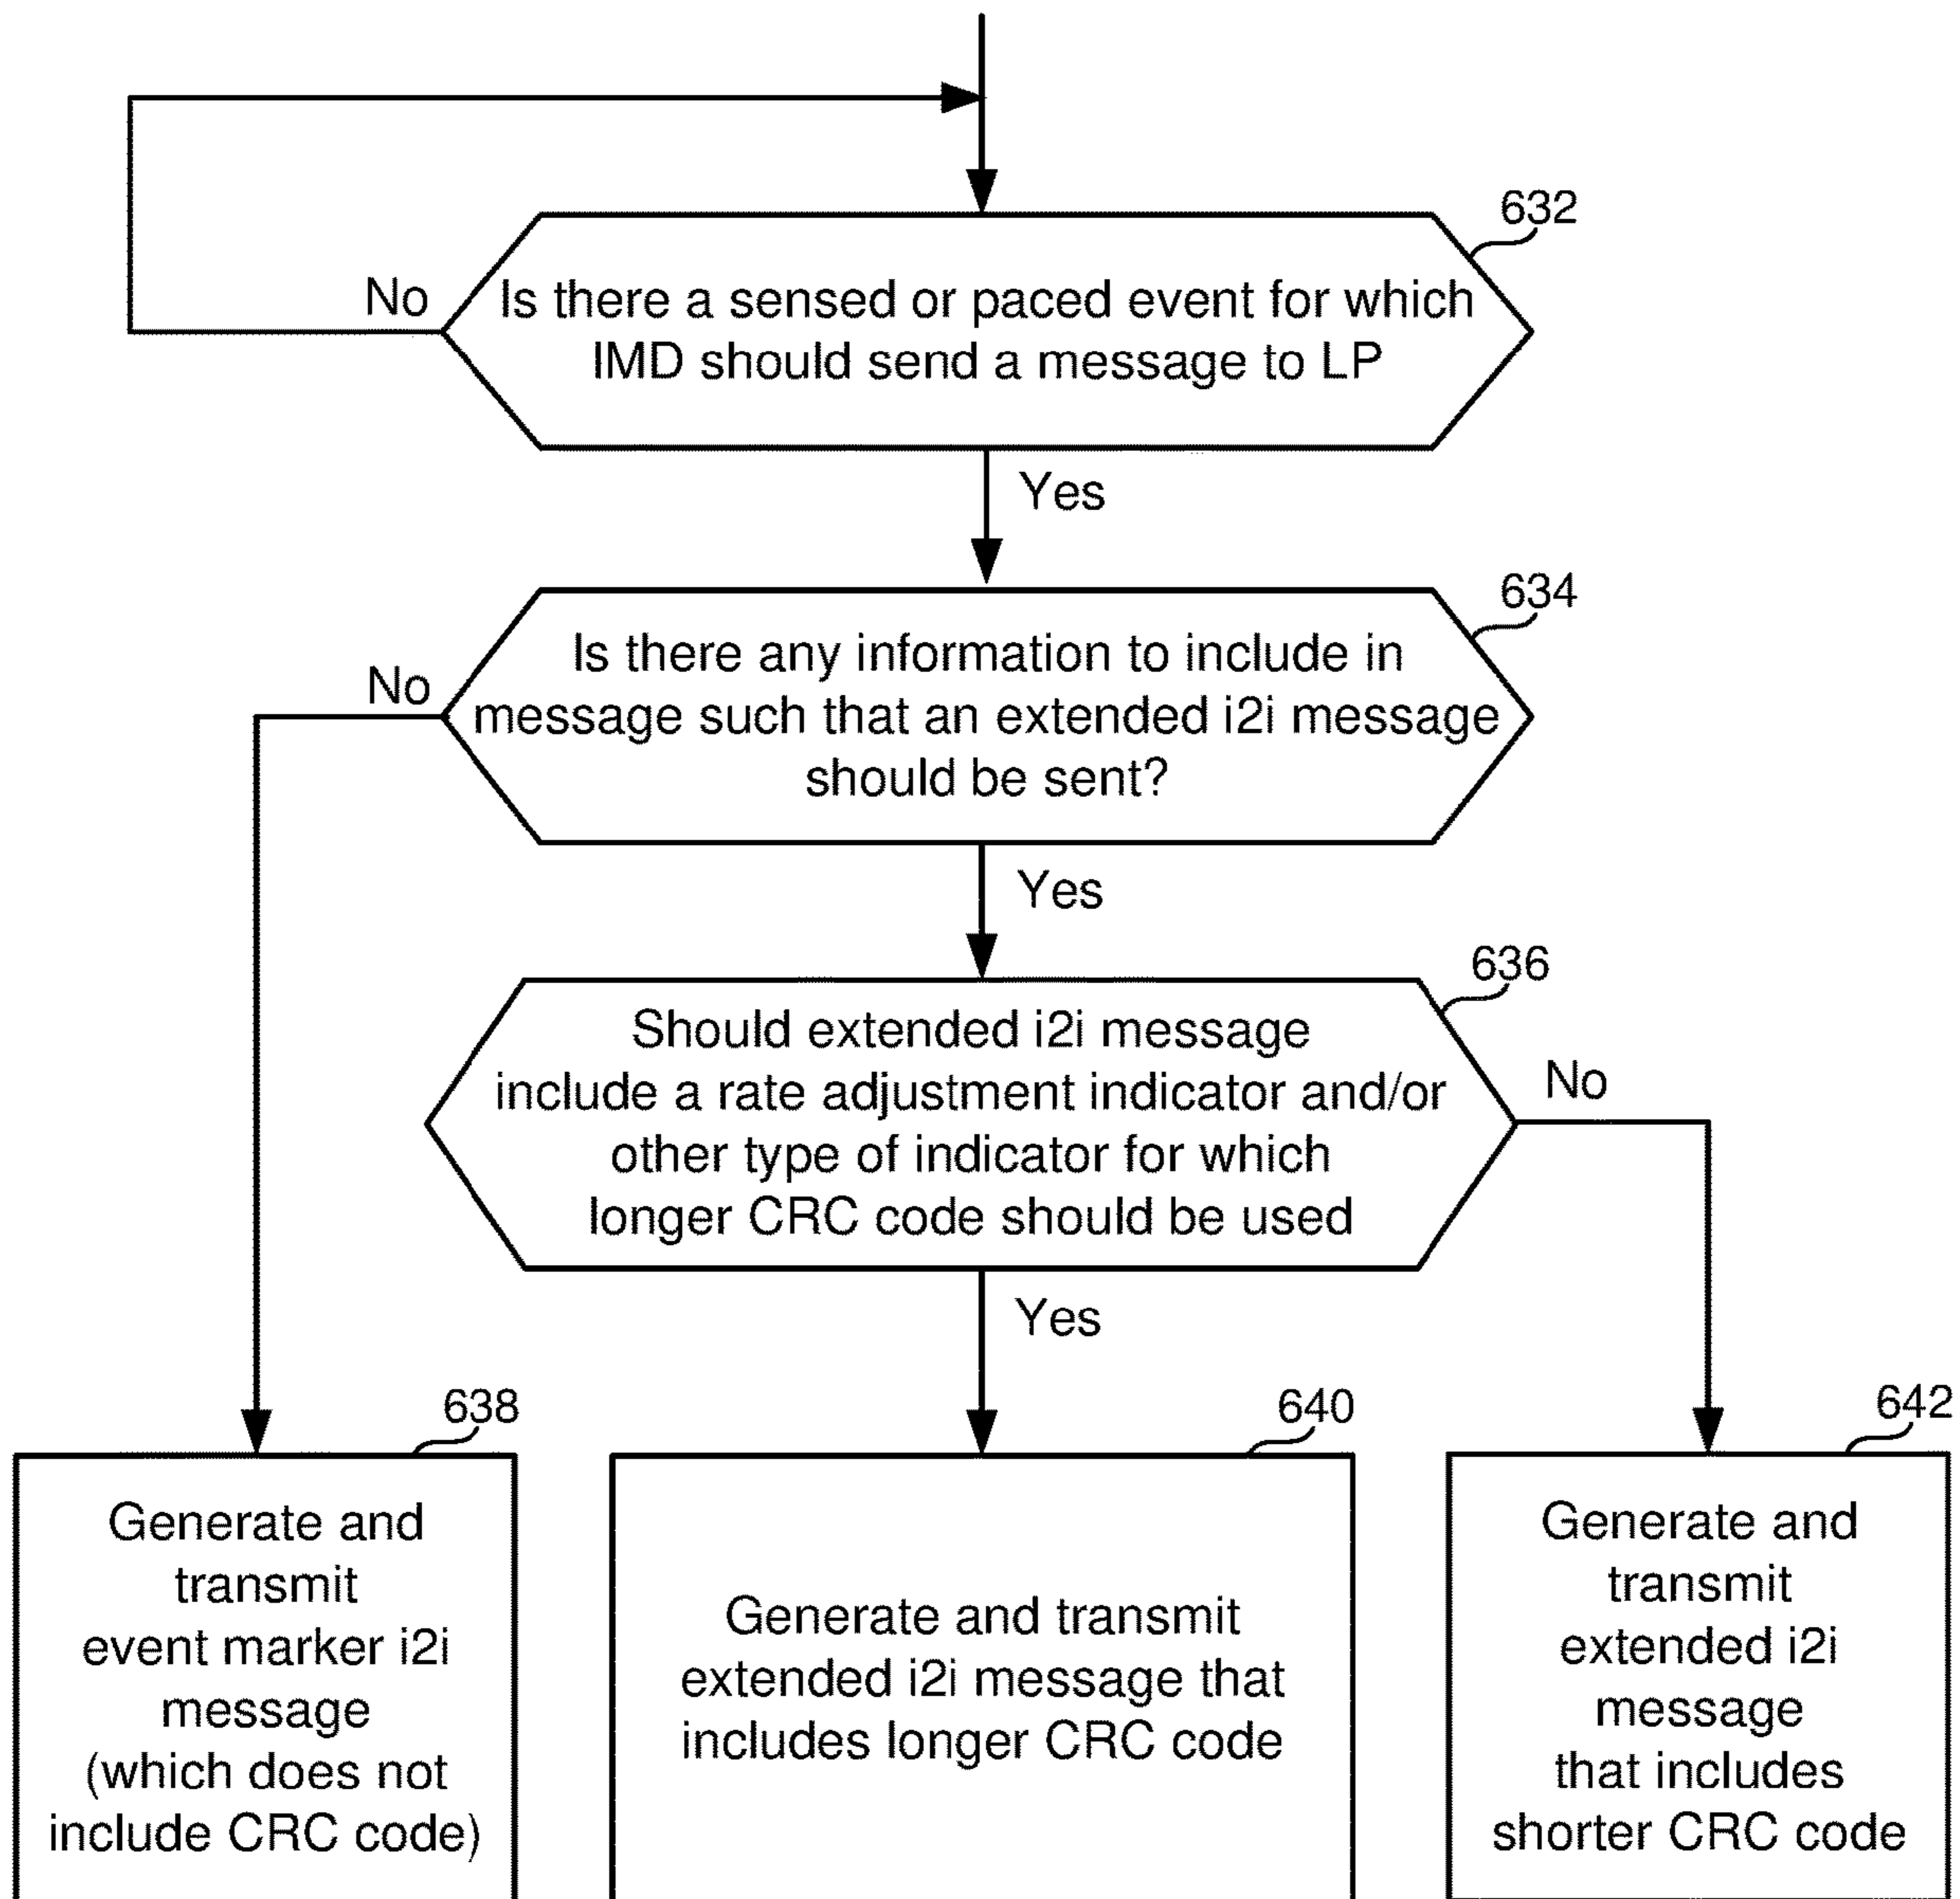 632
No
Is there a sensed or paced event for which
IMD should send a message to LP
Yes
634
No
Is there any information to include in
message such that an extended i2i message
should be sent?
Yes
636
Should extended i2i message
include a rate adjustment indicator and/or
other type of indicator for which
longer CRC code should be used
No
Yes
638
Generate and
transmit
event marker i2i
message
(which does not
include CRC code)
640
Generate and transmit
extended i2i message that
includes longer CRC code
642
Generate and
transmit
extended i2i
message
that includes
shorter CRC code